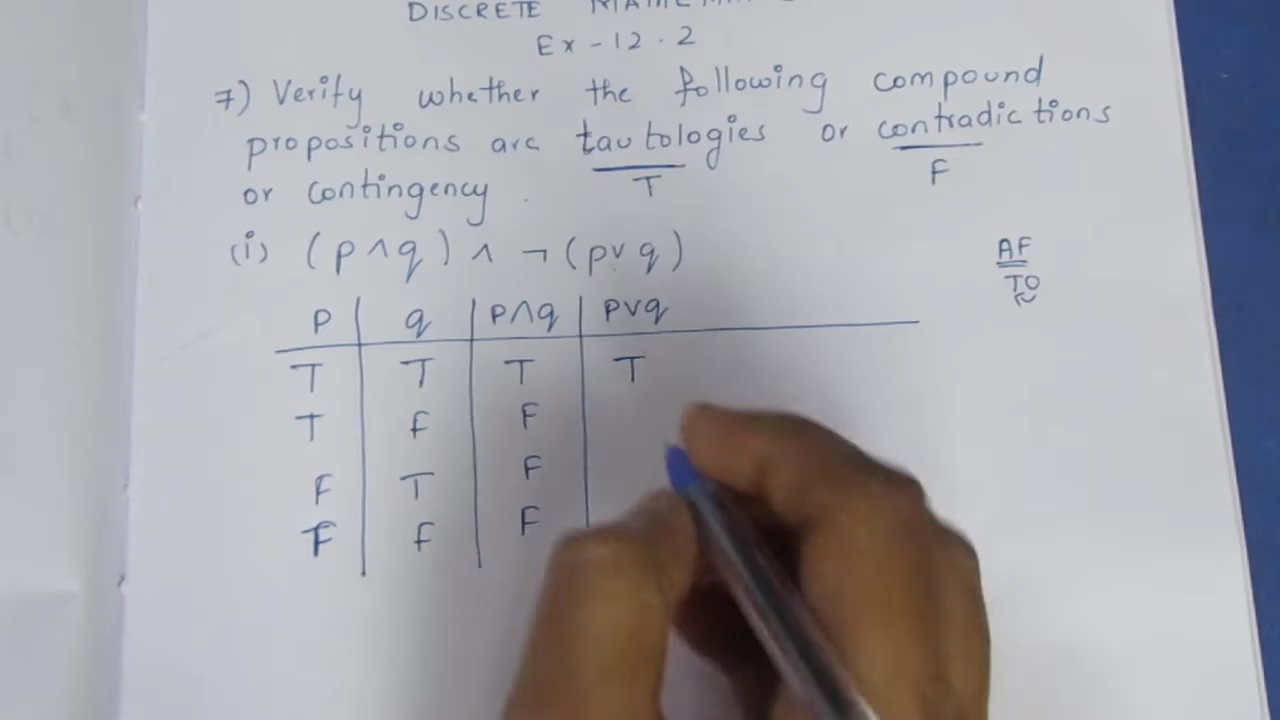 DISCRETE
Ex - 12.2
7) Verify whether the following compound
propositions are tautologies or contradictions
T F
or contingency.
(i) (p ∧ q) ∧ ¬ (p ∨ q)
AF
TO
p q p∧q p∨q
T T T T
T F F
F T F
F F F